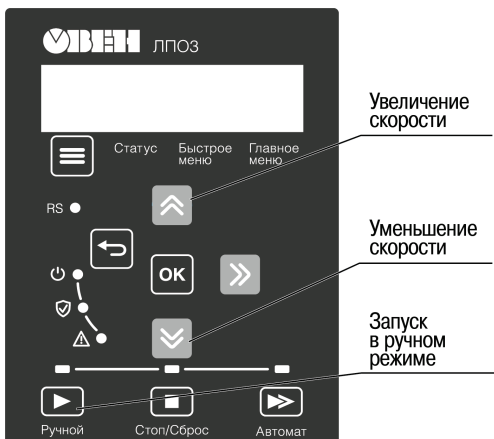 ОВЕН ЛПО3
Увеличение
скорости
Статус Быстрое меню Главное меню
RS
OK
Уменьшение
скорости
Запуск
в ручном
режиме
Ручной Стоп/Сброс Автомат